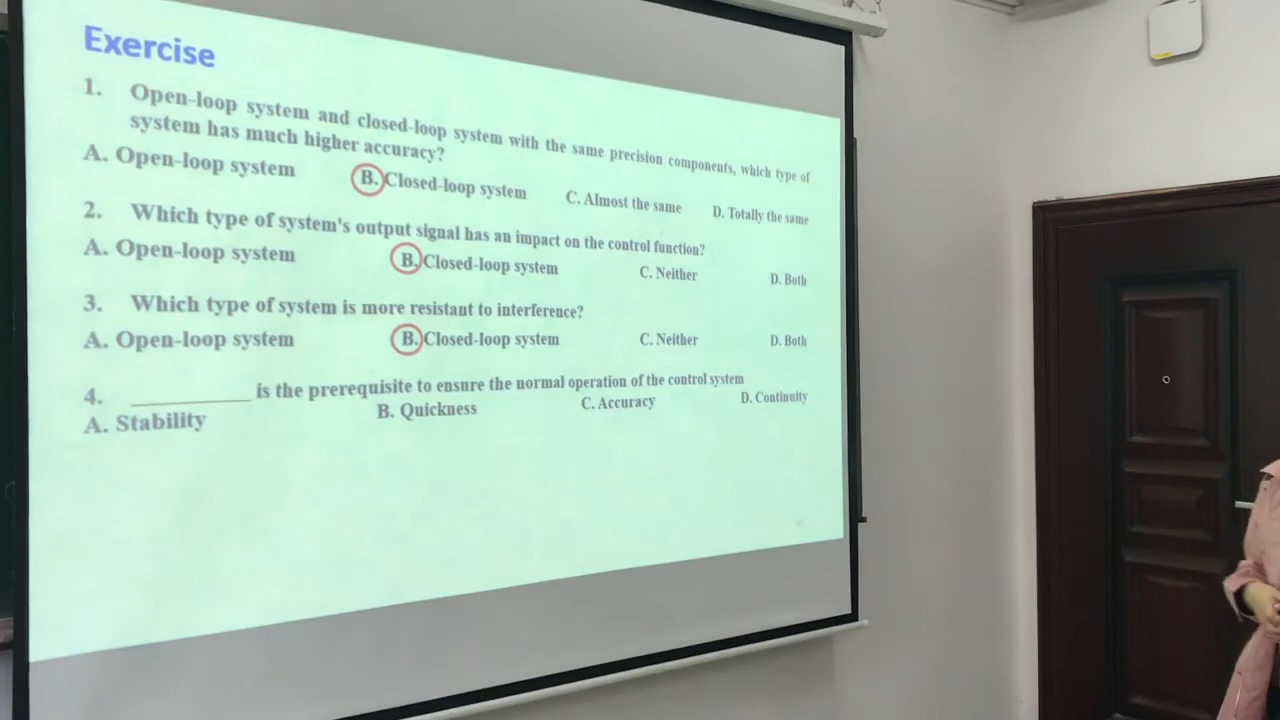 Exercise
1. Open-loop system and closed-loop system with the same precision components, which type of
system has much higher accuracy?
A. Open-loop system B. Closed-loop system C. Almost the same D. Totally the same
2. Which type of system's output signal has an impact on the control function?
A. Open-loop system B. Closed-loop system C. Neither D. Both
3. Which type of system is more resistant to interference?
A. Open-loop system B. Closed-loop system C. Neither D. Both
4. __________ is the prerequisite to ensure the normal operation of the control system
A. Stability B. Quickness C. Accuracy D. Continuity